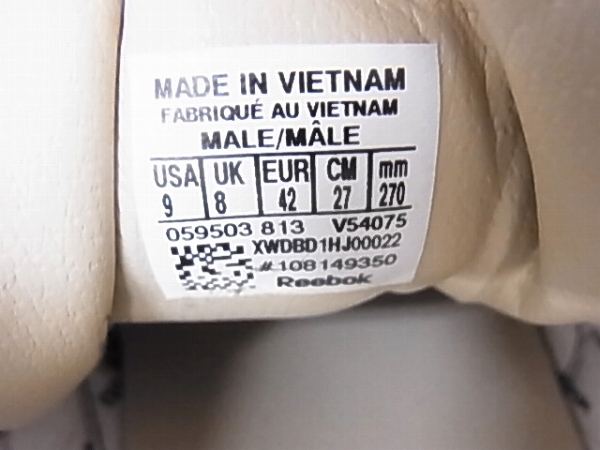 MADE IN VIETNAM
FABRIQUÉ AU VIETNAM
MALE/MÂLE
USA UK EUR CM mm
9 8 42 27 270
059503 813 V54075
XWDBD1HJ00022
#108149350
Reebok